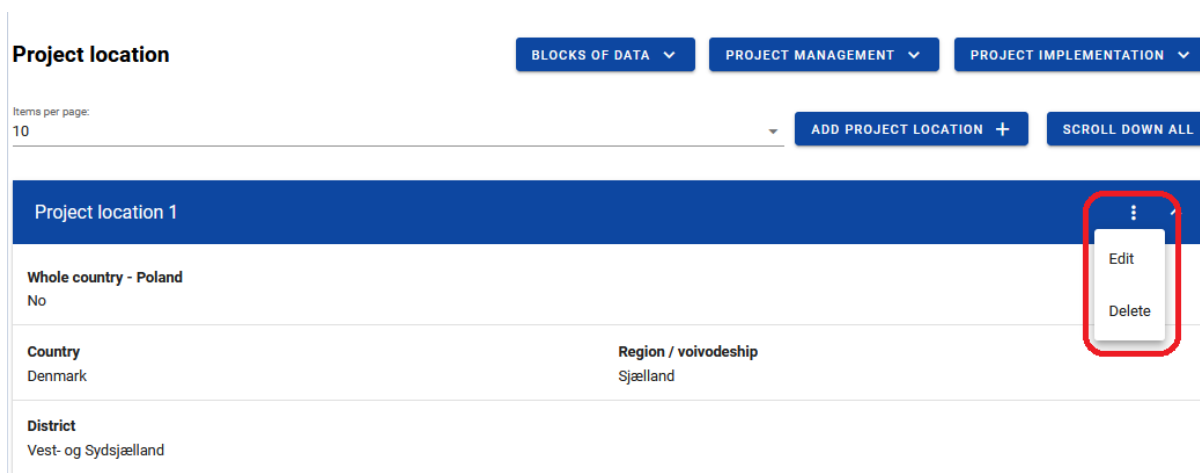 Project location
BLOCKS OF DATA
PROJECT MANAGEMENT
PROJECT IMPLEMENTATION
Items per page:
10
ADD PROJECT LOCATION +
SCROLL DOWN ALL
Project location 1
Edit
Delete
Whole country - Poland
No
Country
Denmark
Region / voivodeship
Sjælland
District
Vest- og Sydsjælland